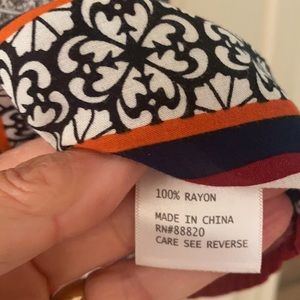 100% RAYON
MADE IN CHINA
RN#88820
CARE SEE REVERSE